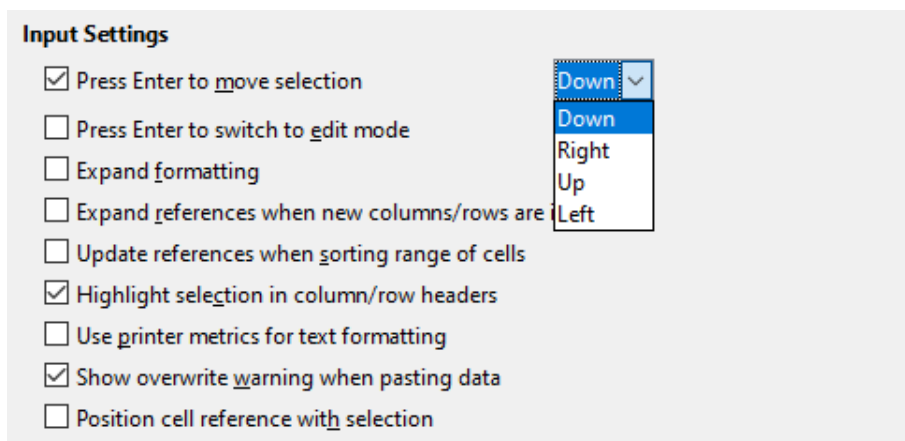 Input Settings
Press Enter to move selection Down
Down
Press Enter to switch to edit mode
Right
Expand formatting
Up
Expand references when new columns/rows are
Left
Update references when sorting range of cells
Highlight selection in column/row headers
Use printer metrics for text formatting
Show overwrite warning when pasting data
Position cell reference with selection